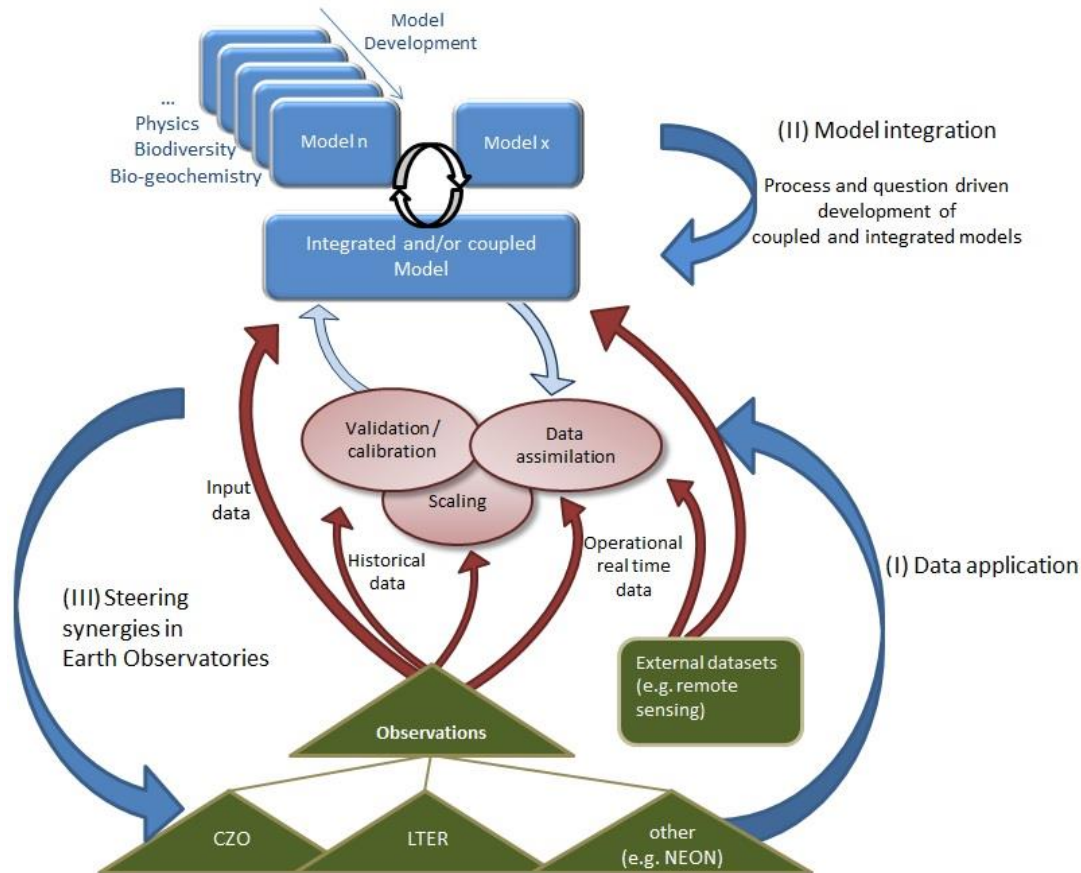 Model
Development
...
Physics
Biodiversity
Bio-geochemistry
Model n
Model x
(II) Model integration
Process and question driven
development of
coupled and integrated models
Integrated and/or coupled
Model
Validation /
calibration
Data
assimilation
Scaling
Input
data
Historical
data
Operational
real time
data
(I) Data application
(III) Steering
synergies in
Earth Observatories
External datasets
(e.g. remote
sensing)
Observations
CZO
LTER
other
(e.g. NEON)